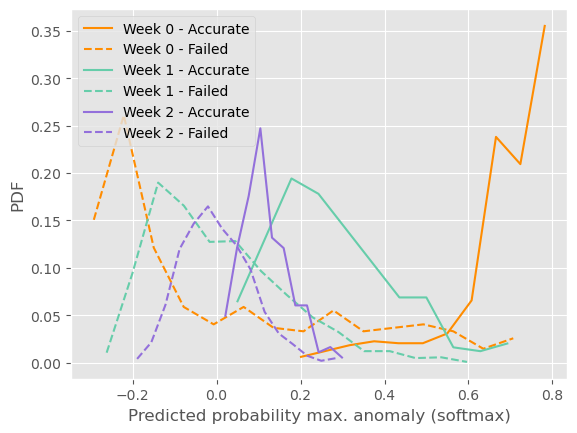 Week 0 - Accurate
Week 0 - Failed
Week 1 - Accurate
Week 1 - Failed
Week 2 - Accurate
Week 2 - Failed
PDF
0.35
0.30
0.25
0.20
0.15
0.10
0.05
0.00
−0.2 0.0 0.2 0.4 0.6 0.8
Predicted probability max. anomaly (softmax)